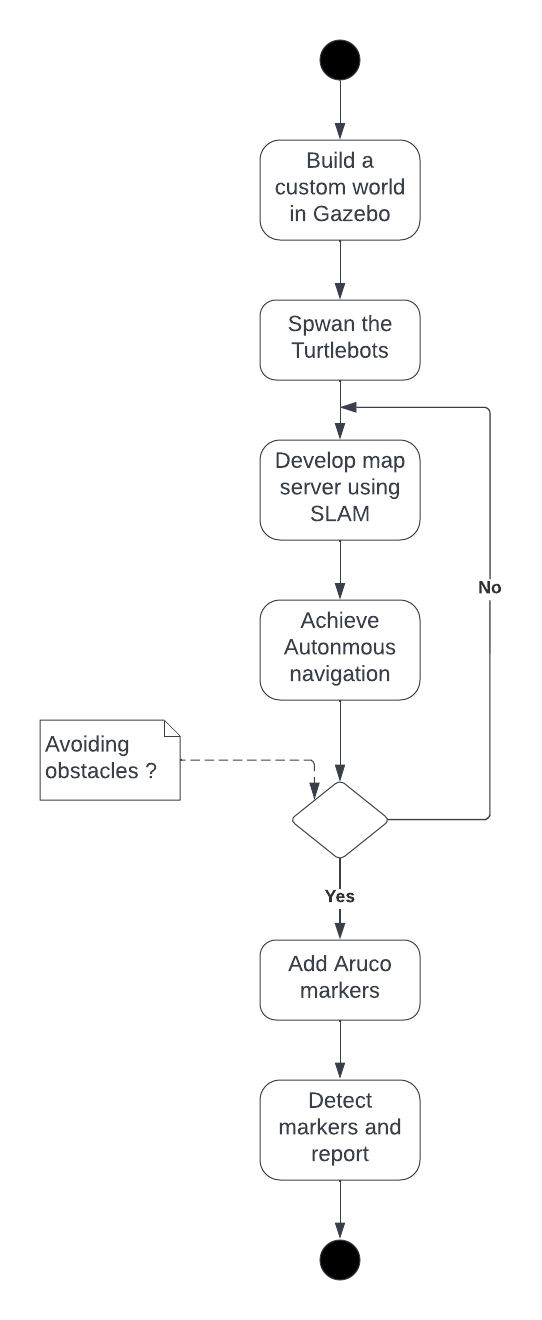 Build a
custom world
in Gazebo
Spwan the
Turtlebots
Develop map
server using
SLAM
No
Achieve
Autonmous
navigation
Avoiding
obstacles ?
Yes
Add Aruco
markers
Detect
markers and
report